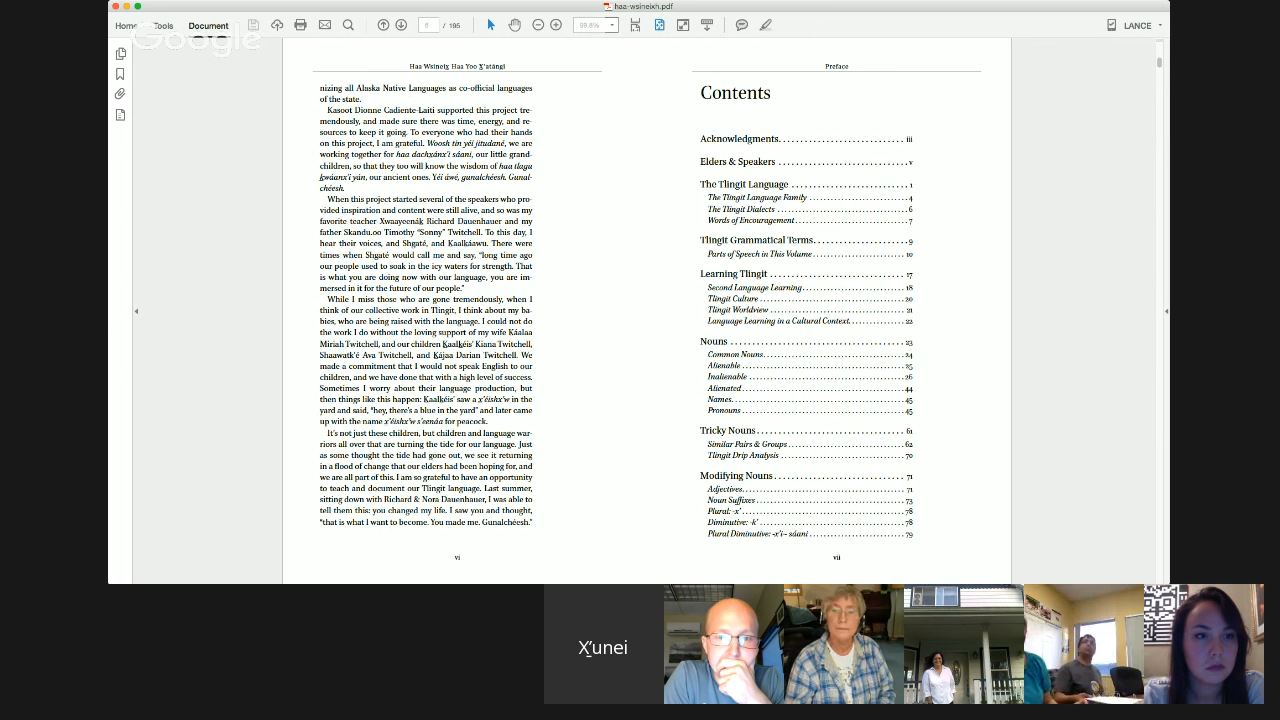 haa-wsineixh.pdf
Home
Tools
Document
6
/ 195
99.8%
LANCE
Google
Haa Wsineix̱ Haa Yoo X̱ʼatángi
nizing all Alaska Native Languages as co-official languages
of the state.
Kasoot Dionne Cadiente-Laiti supported this project tre-
mendously, and made sure there was time, energy, and re-
sources to keep it going. To everyone who had their hands
on this project, I am grateful. Woosh tin yéi jitudané, we are
working together for haa dachx̱ánxʼi sáani, our little grand-
children, so that they too will know the wisdom of haa tlagu
ḵwáanxʼi yán, our ancient ones. Yéi áwé, gunalchéesh. Gunal-
chéesh.
When this project started several of the speakers who pro-
vided inspiration and content were still alive, and so was my
favorite teacher Xwaayeenáḵ Richard Dauenhauer and my
father Skandu.oo Timothy “Sonny” Twitchell. To this day, I
hear their voices, and Shgaté, and Ḵaalḵáawu. There were
times when Shgaté would call me and say, “long time ago
our people used to soak in the icy waters for strength. That
is what you are doing now with our language, you are im-
mersed in it for the future of our people.”
While I miss those who are gone tremendously, when I
think of our collective work in Tlingit, I think about my ba-
bies, who are being raised with the language. I could not do
the work I do without the loving support of my wife Káalaa
Miriah Twitchell, and our children Ḵaalḵéisʼ Kiana Twitchell,
Shaawatkʼé Ava Twitchell, and Ḵájaa Darian Twitchell. We
made a commitment that I would not speak English to our
children, and we have done that with a high level of success.
Sometimes I worry about their language production, but
then things like this happen: Ḵaalḵéisʼ saw a xʼéishxʼw in the
yard and said, “hey, there’s a blue in the yard” and later came
up with the name xʼéishxʼw sʼeenáa for peacock.
It’s not just these children, but children and language war-
riors all over that are turning the tide for our language. Just
as some thought the tide had gone out, we see it returning
in a flood of change that our elders had been hoping for, and
we are all part of this. I am so grateful to have an opportunity
to teach and document our Tlingit language. Last summer,
sitting down with Richard & Nora Dauenhauer, I was able to
tell them this: you changed my life. I saw you and thought,
“that is what I want to become. You made me. Gunalchéesh.”
vi
Preface
Contents
Acknowledgments. . . . . . . . . . . . . . . . . . . . . . . . iii
Elders & Speakers . . . . . . . . . . . . . . . . . . . . . . . . v
The Tlingit Language . . . . . . . . . . . . . . . . . . . . . . 1
The Tlingit Language Family . . . . . . . . . . . . . . . . . . 4
The Tlingit Dialects . . . . . . . . . . . . . . . . . . . . . . 6
Words of Encouragement . . . . . . . . . . . . . . . . . . . . 7
Tlingit Grammatical Terms. . . . . . . . . . . . . . . . . . 9
Parts of Speech in This Volume . . . . . . . . . . . . . . . 10
Learning Tlingit . . . . . . . . . . . . . . . . . . . . . . . . 17
Second Language Learning . . . . . . . . . . . . . . . . . . 18
Tlingit Culture . . . . . . . . . . . . . . . . . . . . . . . . 20
Tlingit Worldview . . . . . . . . . . . . . . . . . . . . . . . 21
Language Learning in a Cultural Context. . . . . . . . . . . 22
Nouns . . . . . . . . . . . . . . . . . . . . . . . . . . . . . 23
Common Nouns. . . . . . . . . . . . . . . . . . . . . . . . . 24
Alienable . . . . . . . . . . . . . . . . . . . . . . . . . . . 25
Inalienable . . . . . . . . . . . . . . . . . . . . . . . . . . 26
Alienated . . . . . . . . . . . . . . . . . . . . . . . . . . . 44
Names. . . . . . . . . . . . . . . . . . . . . . . . . . . . . 45
Pronouns . . . . . . . . . . . . . . . . . . . . . . . . . . . 45
Tricky Nouns . . . . . . . . . . . . . . . . . . . . . . . . . 61
Similar Pairs & Groups . . . . . . . . . . . . . . . . . . . . 62
Tlingit Drip Analysis . . . . . . . . . . . . . . . . . . . . . 70
Modifying Nouns . . . . . . . . . . . . . . . . . . . . . . . 71
Adjectives. . . . . . . . . . . . . . . . . . . . . . . . . . . 71
Noun Suffixes . . . . . . . . . . . . . . . . . . . . . . . . . 73
Plural: -xʼ . . . . . . . . . . . . . . . . . . . . . . . . . . 78
Diminutive: -kʼ . . . . . . . . . . . . . . . . . . . . . . . . 78
Plural Diminutive: -xʼi~ sáani . . . . . . . . . . . . . . . . 79
vii
X̱ʼunei